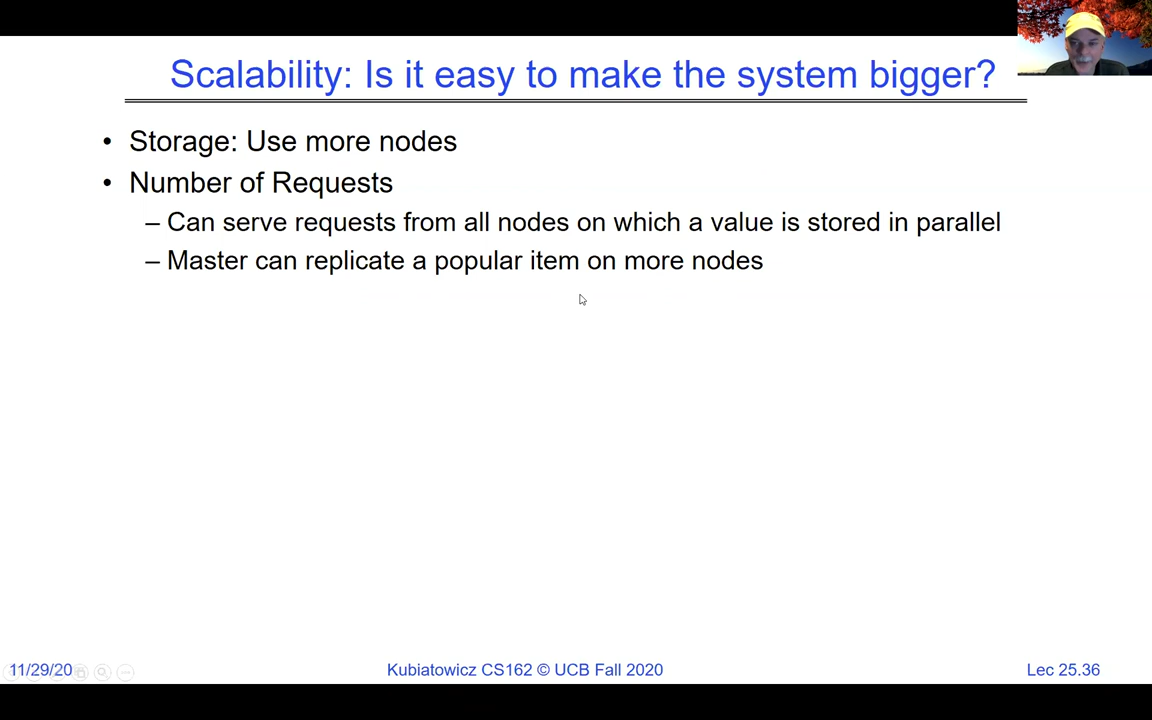 Scalability: Is it easy to make the system bigger?
• Storage: Use more nodes
• Number of Requests
– Can serve requests from all nodes on which a value is stored in parallel
– Master can replicate a popular item on more nodes
11/29/20
Kubiatowicz CS162 © UCB Fall 2020
Lec 25.36